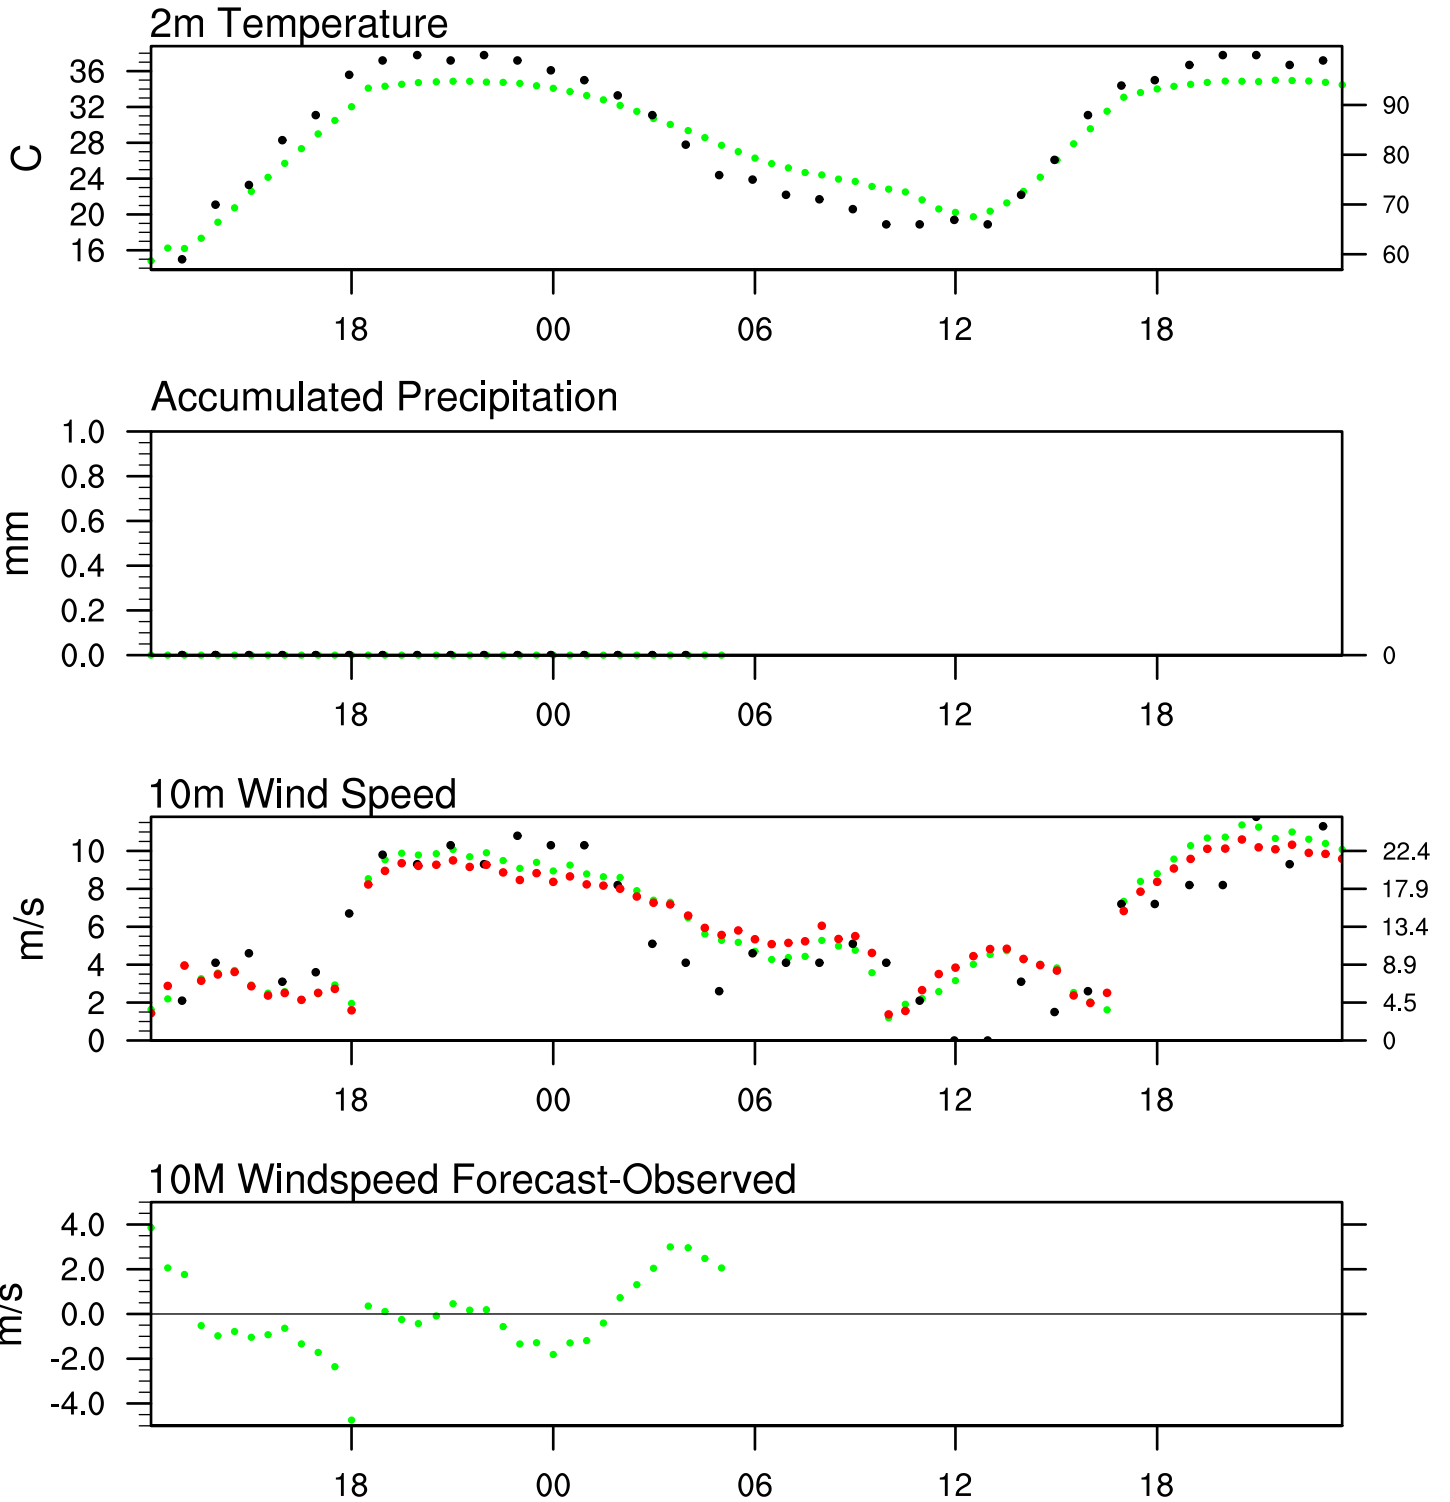 2m Temperature
36
32
28
24
20
16
C
90
80
70
60
18 00 06 12 18
Accumulated Precipitation
1.0
0.8
0.6
0.4
0.2
0.0
mm
0
18 00 06 12 18
10m Wind Speed
10
8
6
4
2
0
m/s
22.4
17.9
13.4
8.9
4.5
0
18 00 06 12 18
10M Windspeed Forecast-Observed
4.0
2.0
0.0
-2.0
-4.0
m/s
18 00 06 12 18